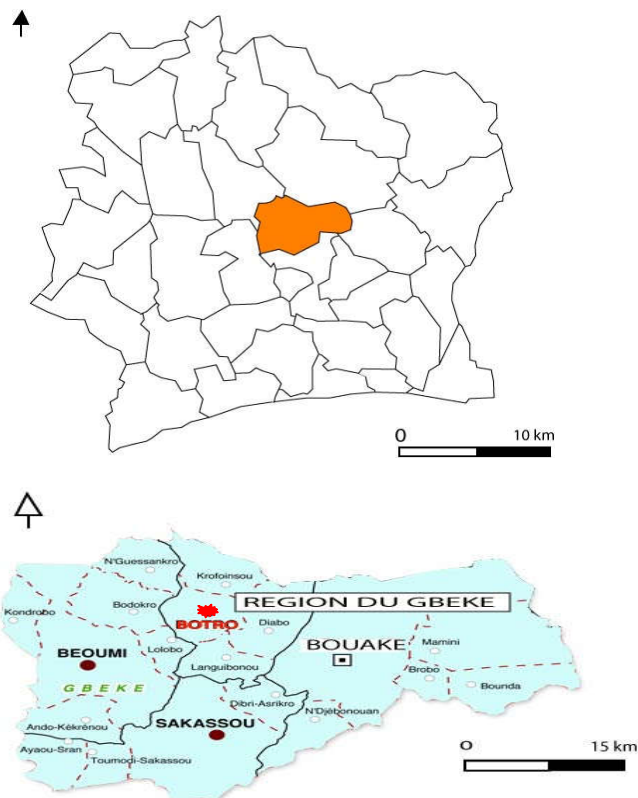 0 10 km
N'Guessankro
Krofoinsou
REGION DU GBEKE
Kondrobo
Bodokro
BOTRO
Diabo
BOUAKE
Mamini
BEOUMI
Lolobo
Languibonou
Brobo
GBEKE
Bounda
Dibri-Asrikro
N'Djébonouan
Ando-Kékrénou
SAKASSOU
Ayaou-Sran
Toumodi-Sakassou
O 15 km